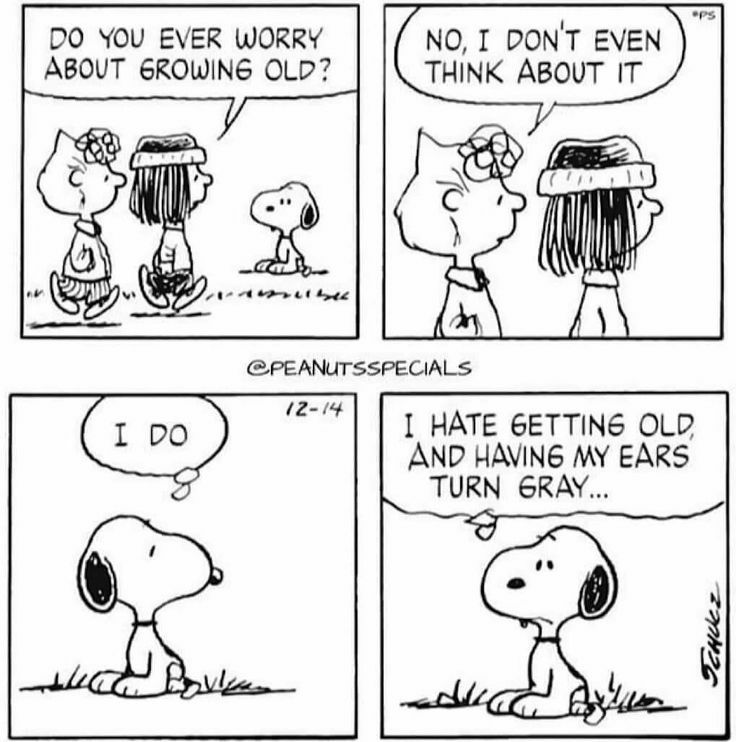 DO YOU EVER WORRY
ABOUT GROWING OLD?
©PS
NO, I DON'T EVEN
THINK ABOUT IT
@PEANUTSSPECIALS
I DO
12-14
I HATE GETTING OLD,
AND HAVING MY EARS
TURN GRAY...
SCHULZ